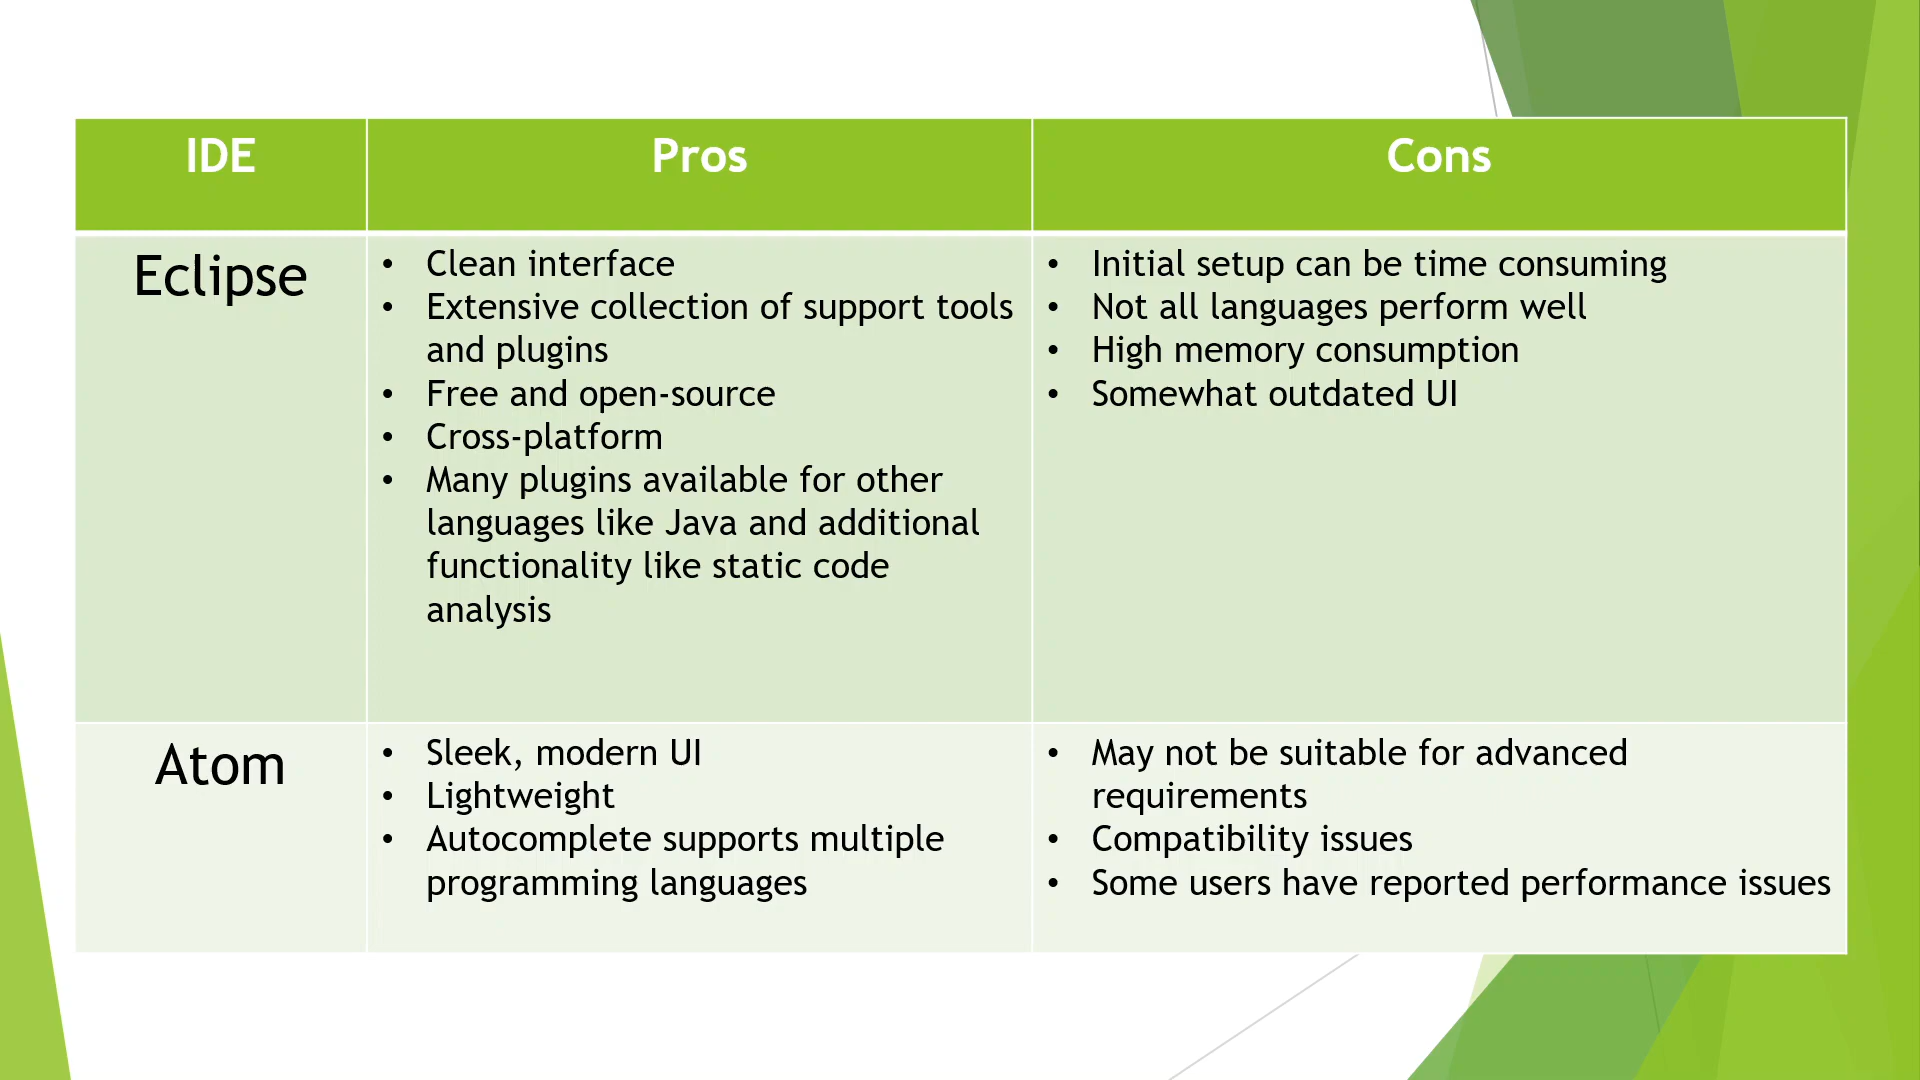 IDE
Pros
Cons
Eclipse
• Clean interface
• Extensive collection of support tools
and plugins
• Free and open-source
• Cross-platform
• Many plugins available for other
languages like Java and additional
functionality like static code
analysis
• Initial setup can be time consuming
• Not all languages perform well
• High memory consumption
• Somewhat outdated UI
Atom
• Sleek, modern UI
• Lightweight
• Autocomplete supports multiple
programming languages
• May not be suitable for advanced
requirements
• Compatibility issues
• Some users have reported performance issues